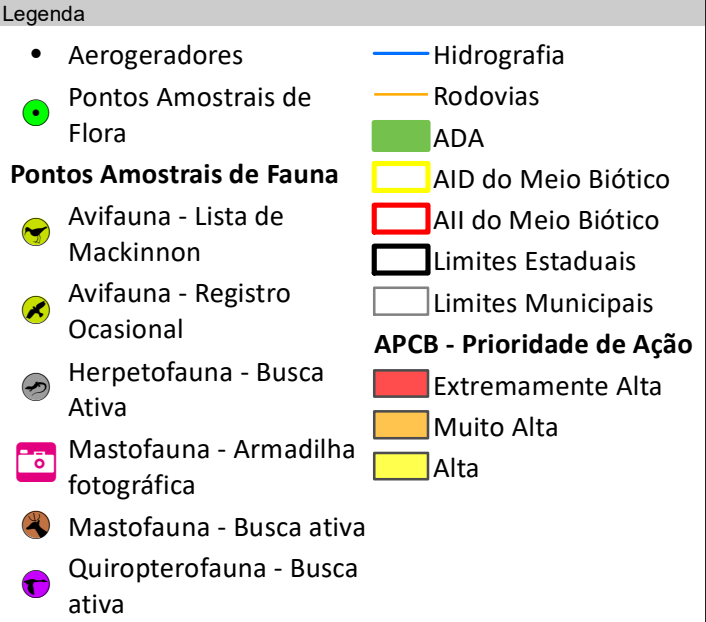 Legenda
Aerogeradores
Pontos Amostrais de
Flora
Pontos Amostrais de Fauna
Avifauna - Lista de
Mackinnon
Avifauna - Registro
Ocasional
Herpetofauna - Busca
Ativa
Mastofauna - Armadilha
fotográfica
Mastofauna - Busca ativa
Quiropterofauna - Busca
ativa
Hidrografia
Rodovias
ADA
AID do Meio Biótico
AII do Meio Biótico
Limites Estaduais
Limites Municipais
APCB - Prioridade de Ação
Extremamente Alta
Muito Alta
Alta